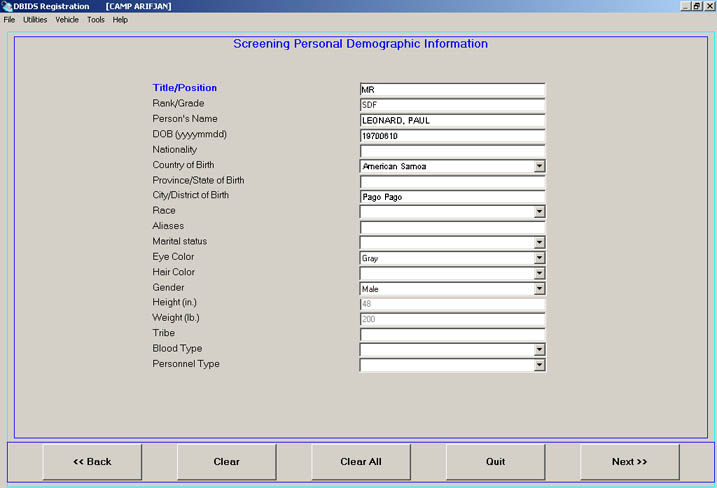 DBIDS Registration [CAMP ARIFJAN]
File Utilities Vehicle Tools Help
Screening Personal Demographic Information
Title/Position MR
Rank/Grade SDF
Person's Name LEONARD, PAUL
DOB (yyyymmdd) 19700610
Nationality
Country of Birth American Samoa
Province/State of Birth
City/District of Birth Pago Pago
Race
Aliases
Marital status
Eye Color Gray
Hair Color
Gender Male
Height (in.) 48
Weight (lb.) 200
Tribe
Blood Type
Personnel Type
<< Back Clear Clear All Quit Next >>